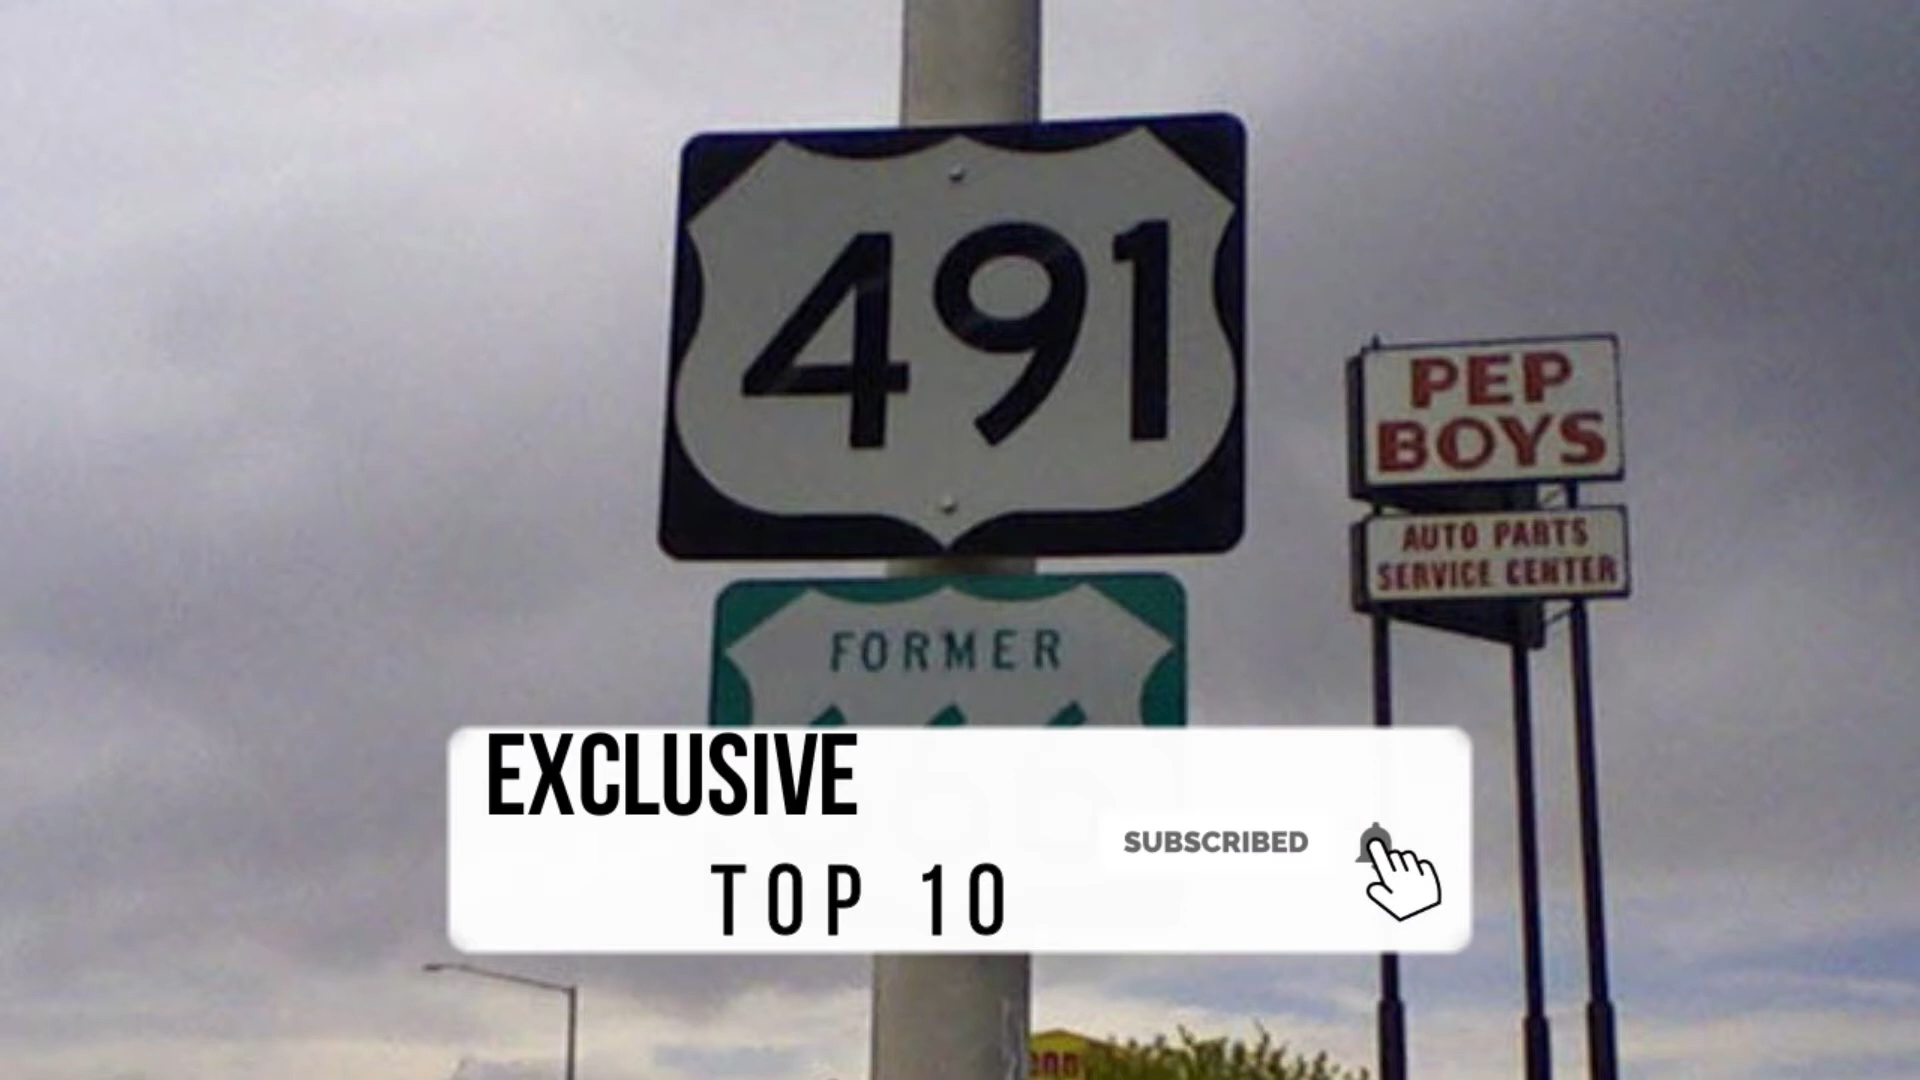 491
PEP
BOYS
AUTO PARTS
SERVICE CENTER
FORMER
EXCLUSIVE
SUBSCRIBED
TOP 10